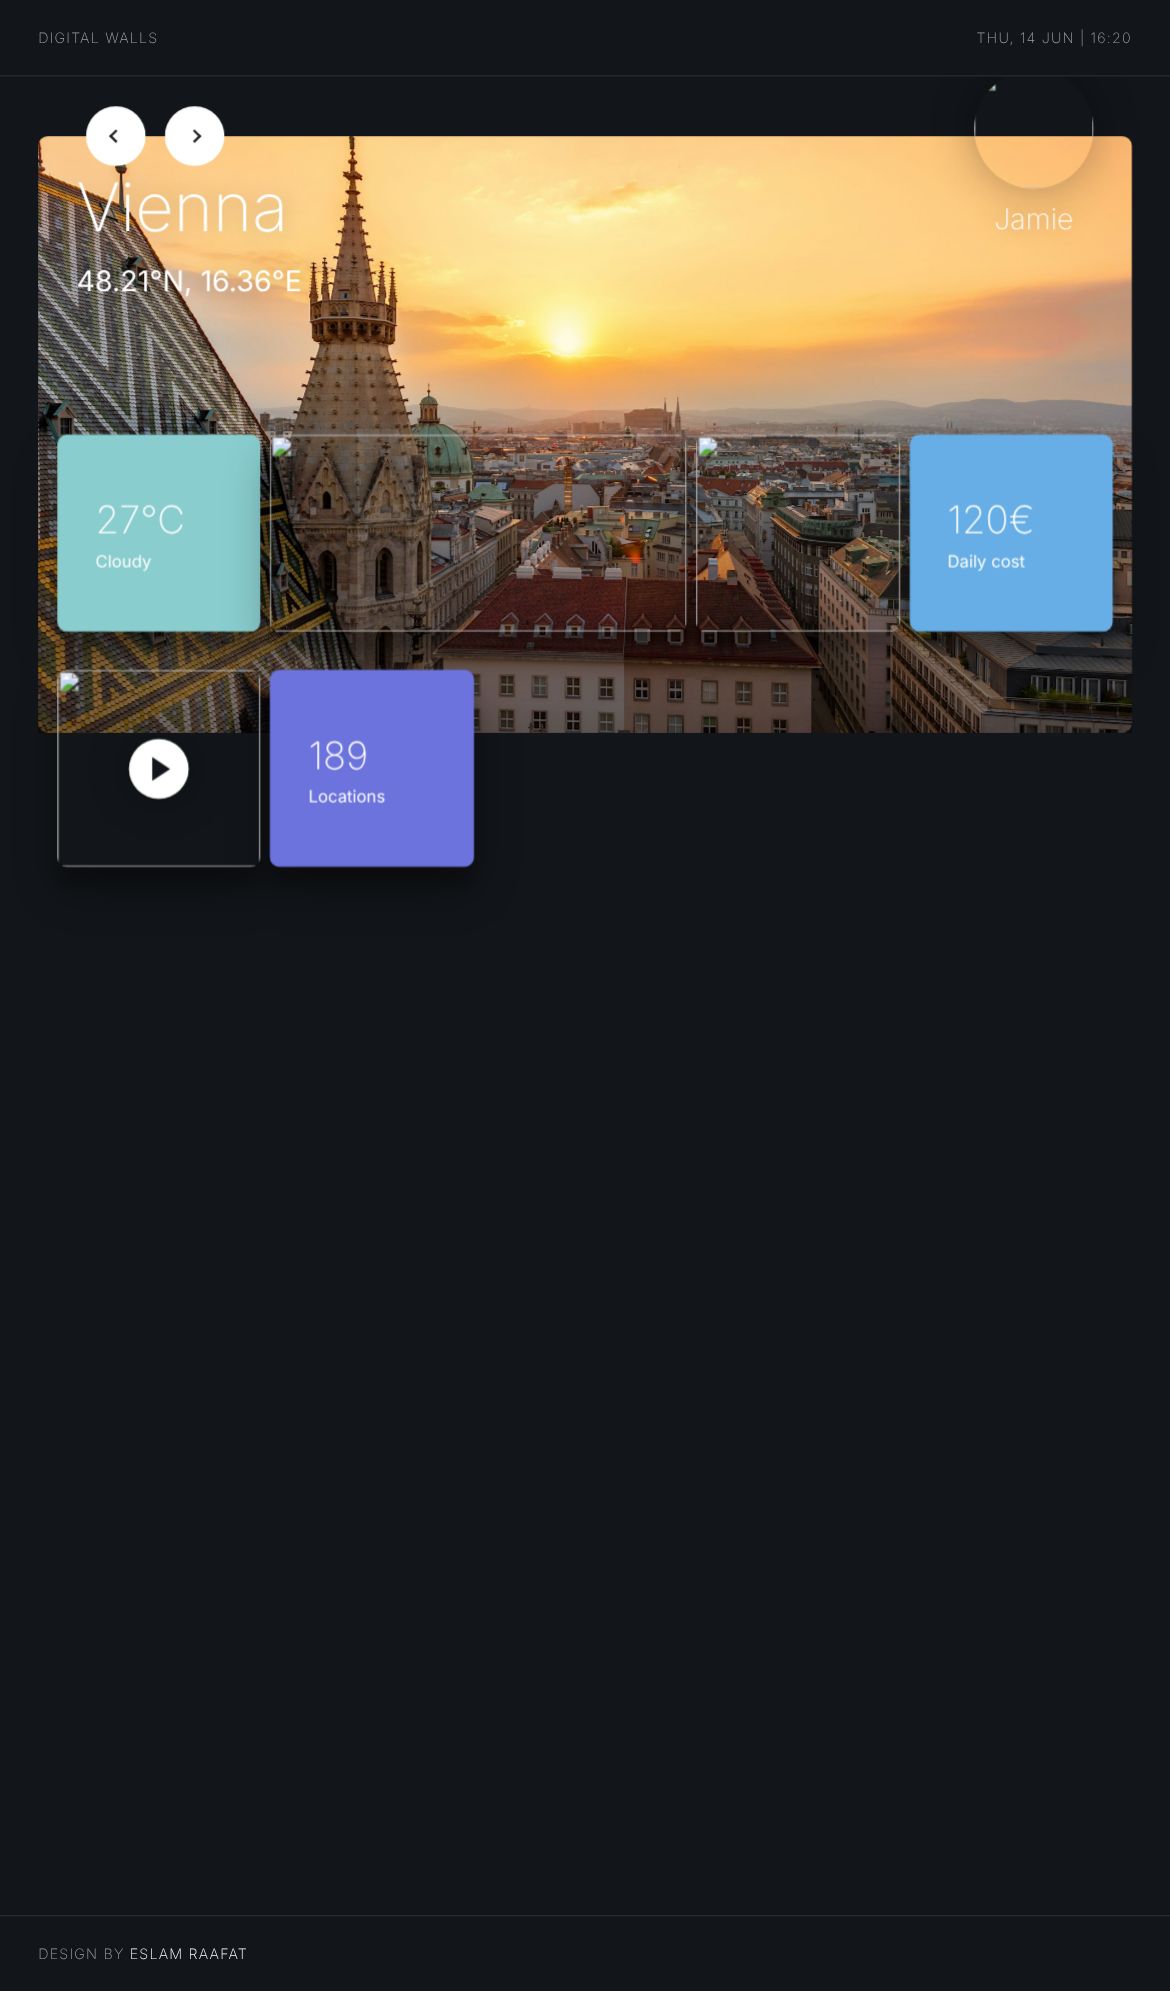 DIGITAL WALLS
THU, 14 JUN | 16:20
Vienna
48.21°N, 16.36°E
Jamie
27°C
Cloudy
120€
Daily cost
189
Locations
DESIGN BY ESLAM RAAFAT